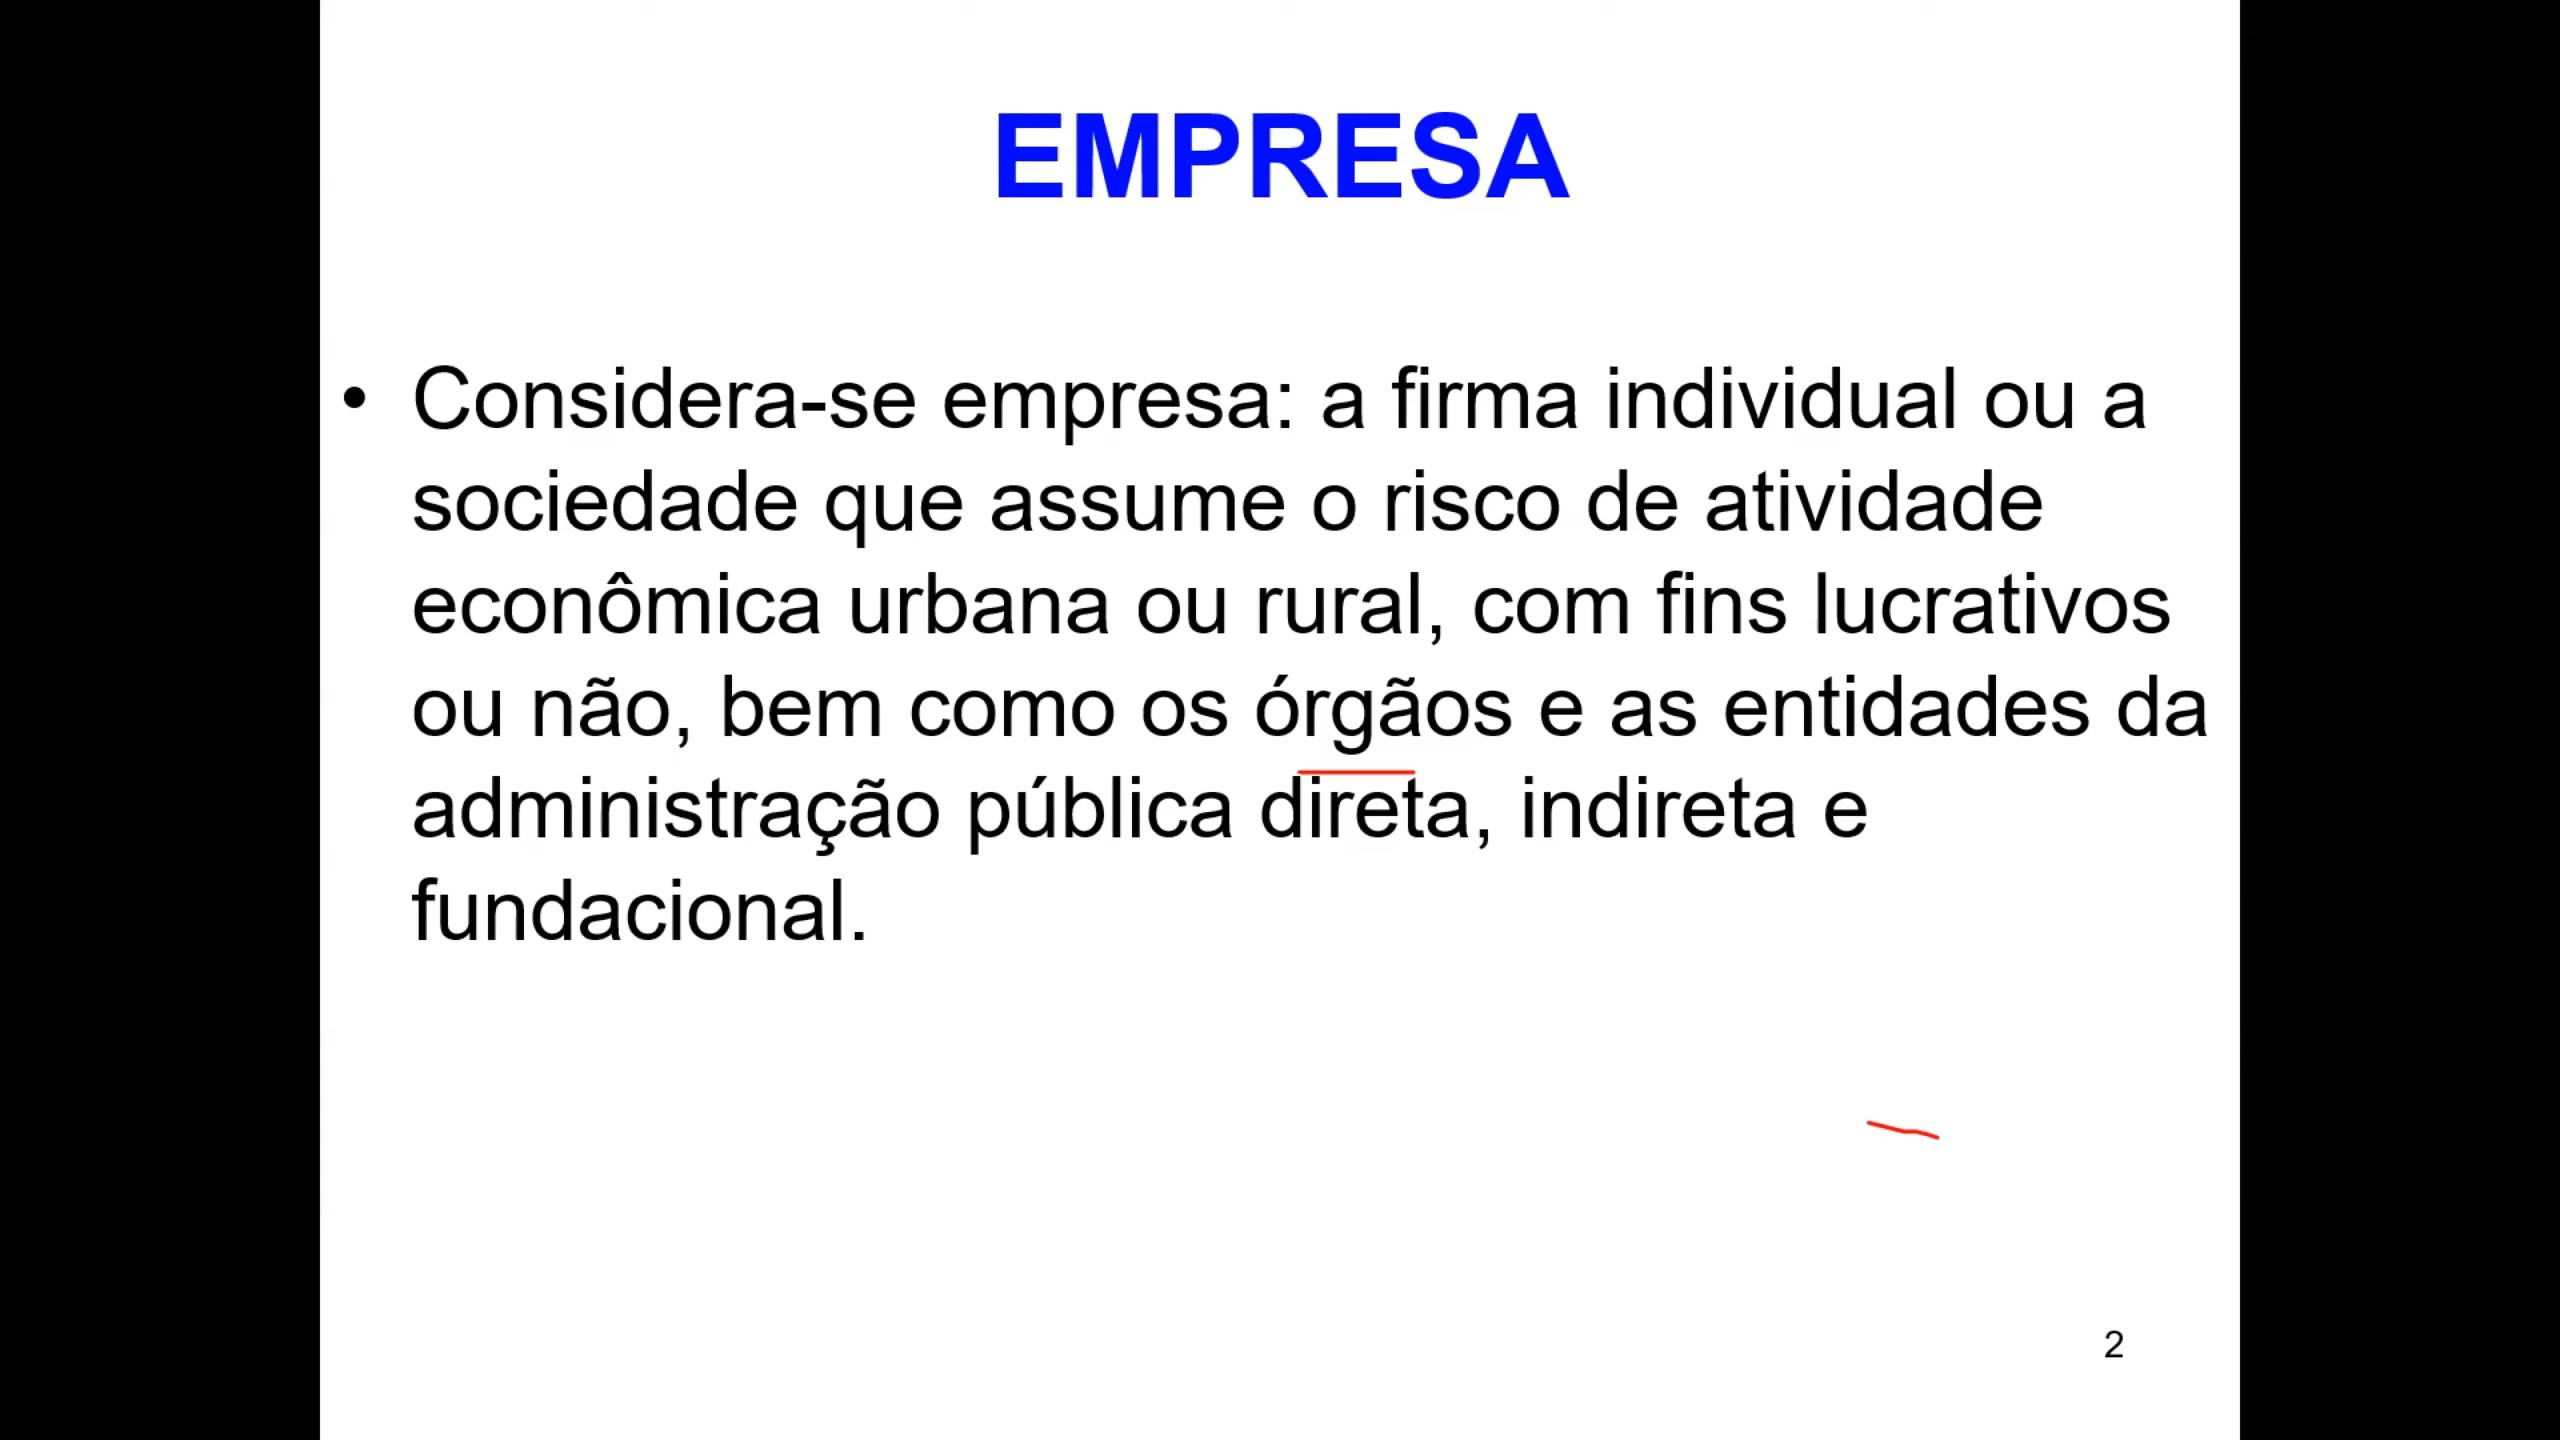 EMPRESA
• Considera-se empresa: a firma individual ou a
sociedade que assume o risco de atividade
econômica urbana ou rural, com fins lucrativos
ou não, bem como os órgãos e as entidades da
administração pública direta, indireta e
fundacional.
2